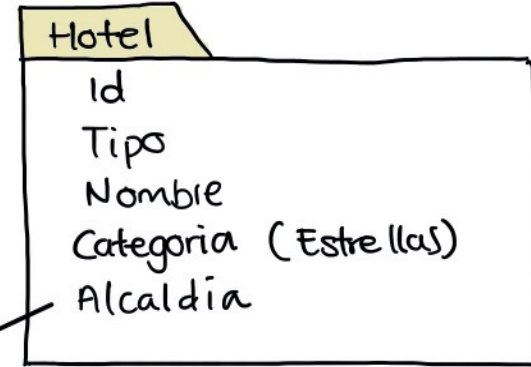 Hotel
Id
Tipo
Nombre
Categoria (Estrellas)
Alcaldia